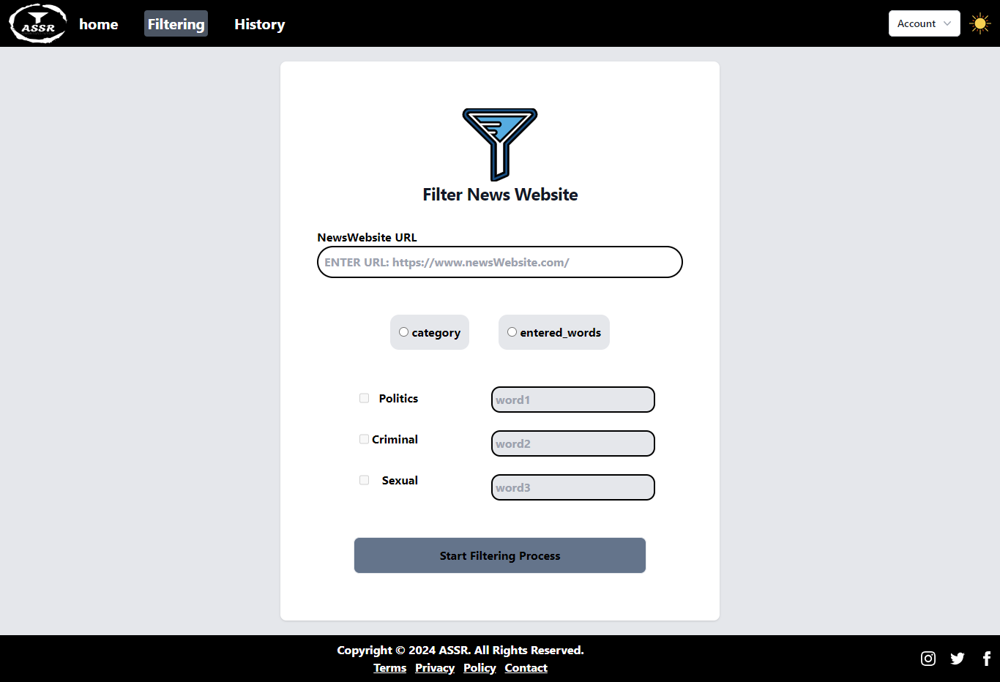 ASSR
home
Filtering
History
Account
Filter News Website
NewsWebsite URL
ENTER URL: https://www.newsWebsite.com/
category
entered_words
Politics
word1
Criminal
word2
Sexual
word3
Start Filtering Process
Copyright © 2024 ASSR. All Rights Reserved.
Terms Privacy Policy Contact